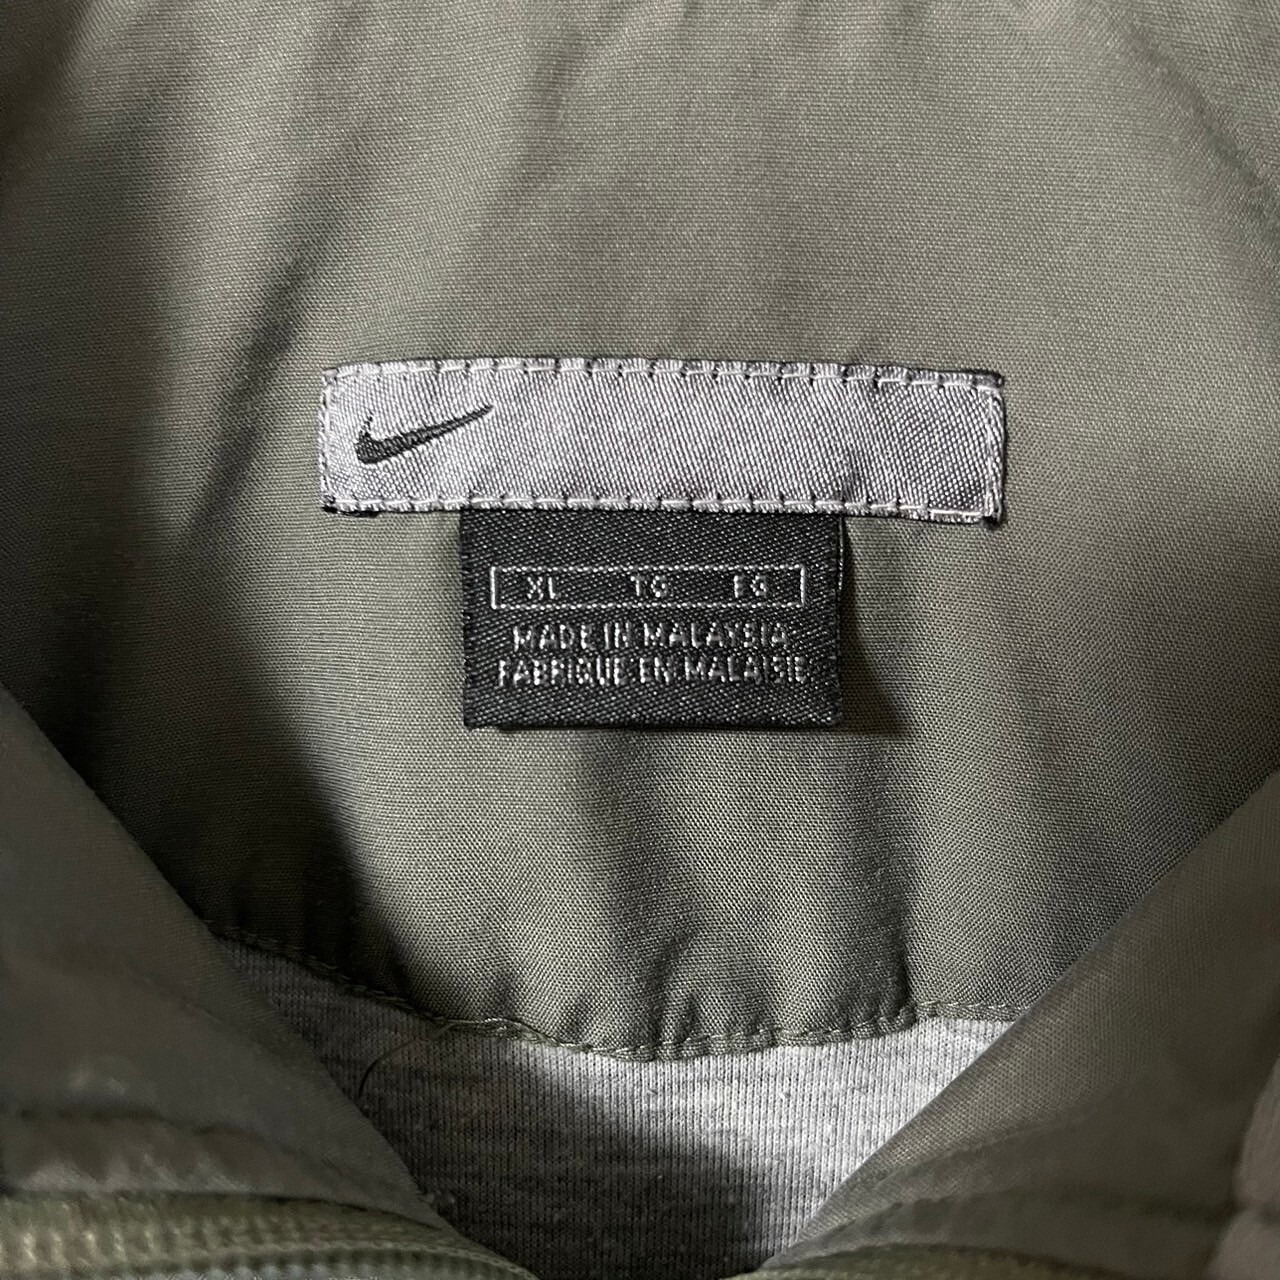 XL TG EG
MADE IN MALAYSIA
FABRIQUE EN MALAISIE